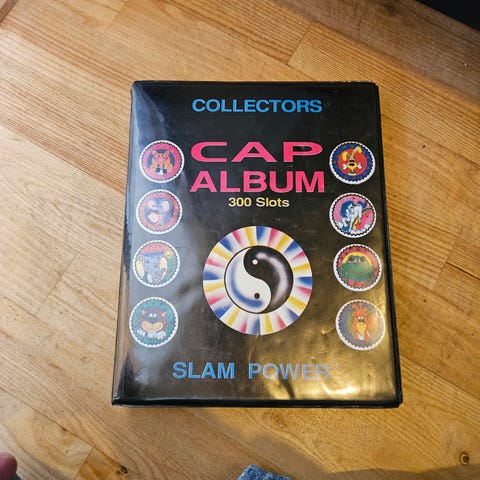 COLLECTORS
CAP
ALBUM
300 Slots
SLAM POWER